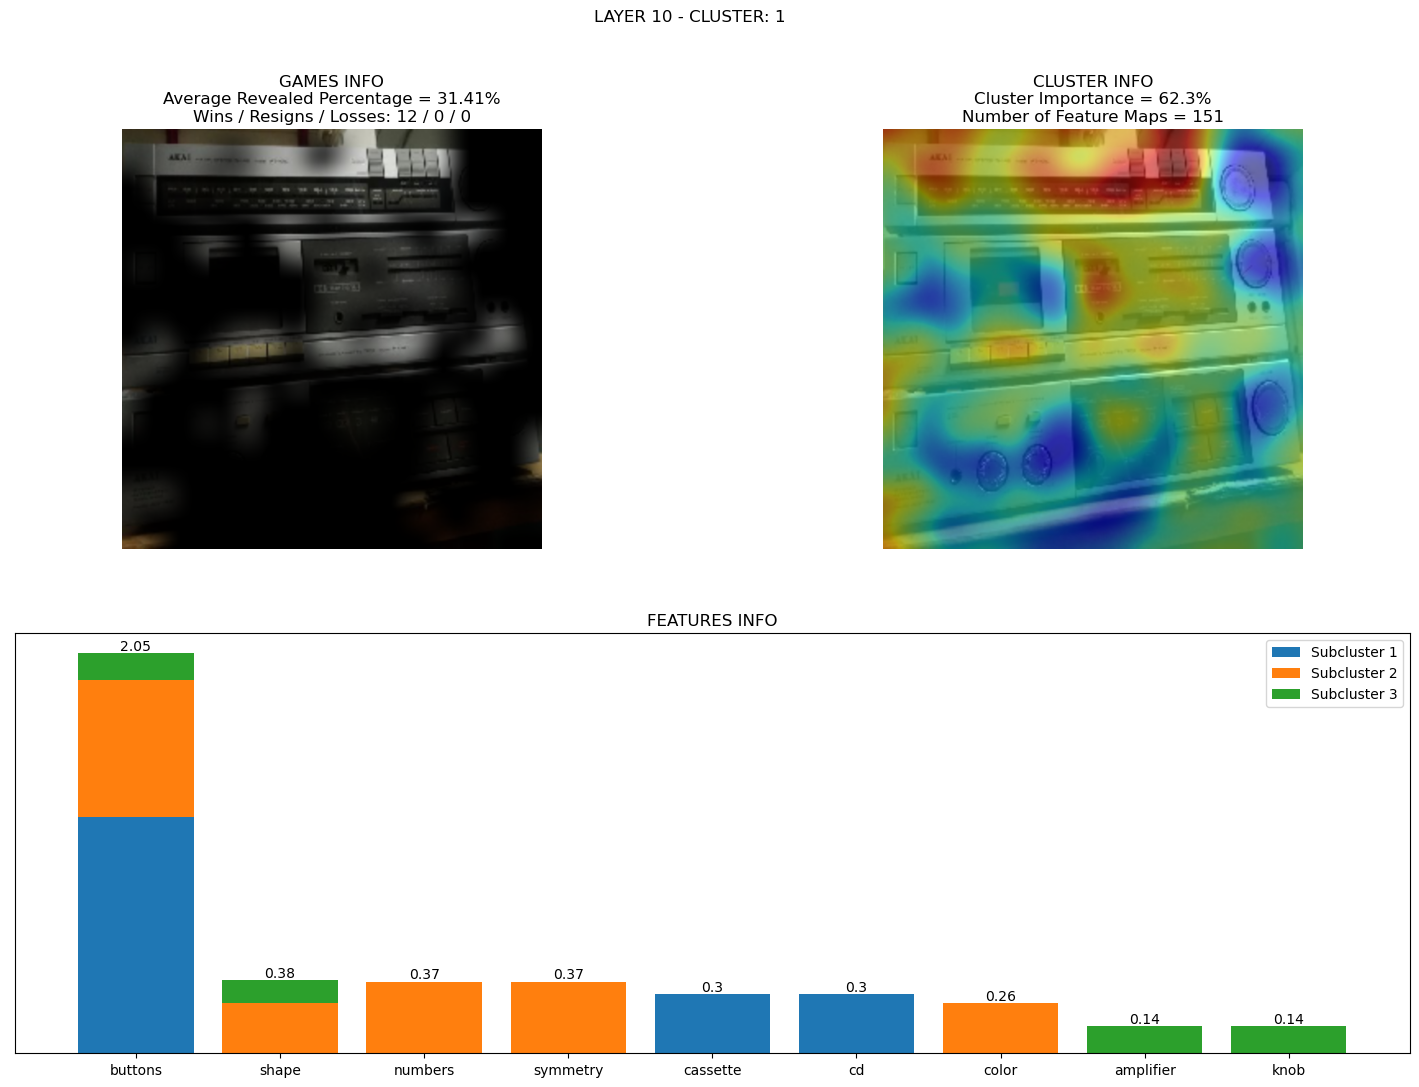 LAYER 10 - CLUSTER: 1
GAMES INFO
Average Revealed Percentage = 31.41%
Wins / Resigns / Losses: 12 / 0 / 0
CLUSTER INFO
Cluster Importance = 62.3%
Number of Feature Maps = 151
AKAI
FEATURES INFO
2.05
0.38
0.37
0.37
0.3
0.3
0.26
0.14
0.14
Subcluster 1
Subcluster 2
Subcluster 3
buttons
shape
numbers
symmetry
cassette
cd
color
amplifier
knob